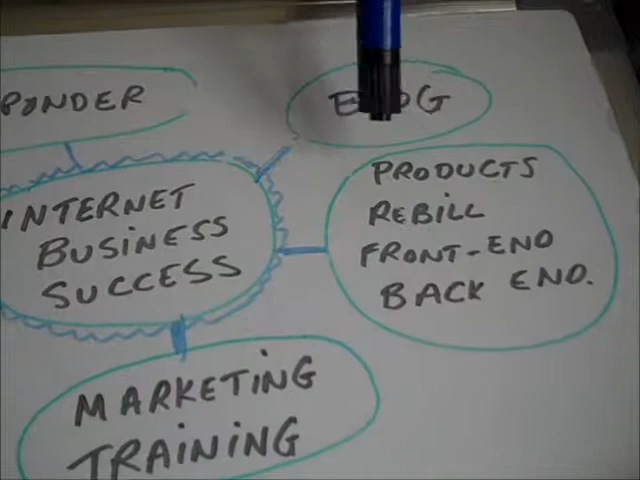 PONDER
INTERNET
BUSINESS
SUCCESS
PRODUCTS
REBILL
FRONT-END
BACK END.
MARKETING
TRAINING